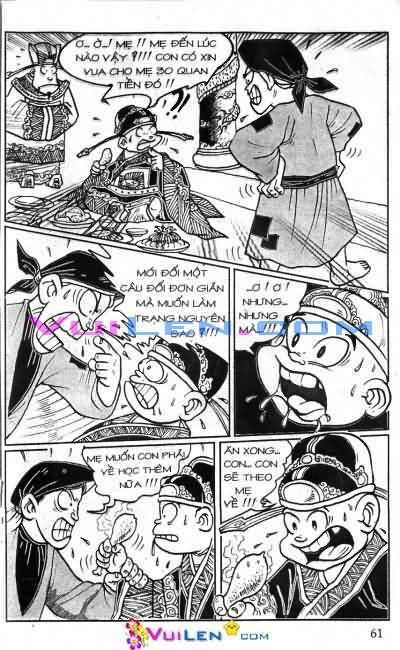 Ơ... Ờ../ MẸ !! MẸ ĐẾN LÚC
NÀO VẬY ?!!! CON CÓ XIN
VUA CHO MẸ 30 QUAN
TIỀN ĐÓ !!
MỚI ĐỐI MỘT
CÂU ĐỐI ĐƠN GIẢN
MÀ MUỐN LÀM
TRẠNG NGUYÊN
SAO ?!!!
..Ơ ! Ơ !
NHƯNG...
NHƯNG
MÀ !!
VuiLen.com
MẸ MUỐN CON PHẢI
VỀ HỌC THÊM
NỮA !!!
ĂN XONG...
CON... CON
SẼ THEO
MẸ
VỀ !!!
61
VuiLen.com